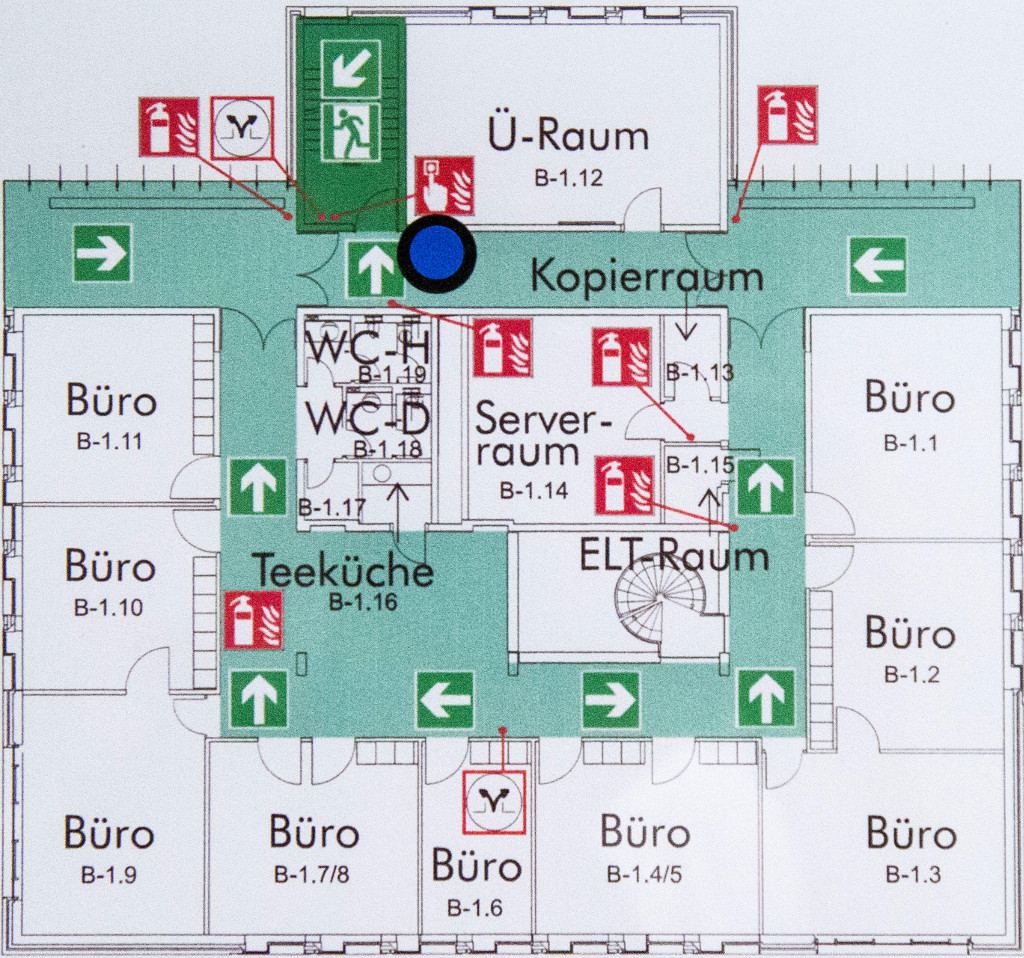 Ü-Raum
B-1.12
Kopierraum
WC-H
B-1.19
B-1.13
Büro
B-1.11
WC-D
B-1.18
Server-
raum
B-1.14
Büro
B-1.1
B-1.15
B-1.17
Büro
B-1.10
Teeküche
B-1.16
ELT-Raum
Büro
B-1.2
Büro
B-1.9
Büro
B-1.7/8
Büro
B-1.6
Büro
B-1.4/5
Büro
B-1.3